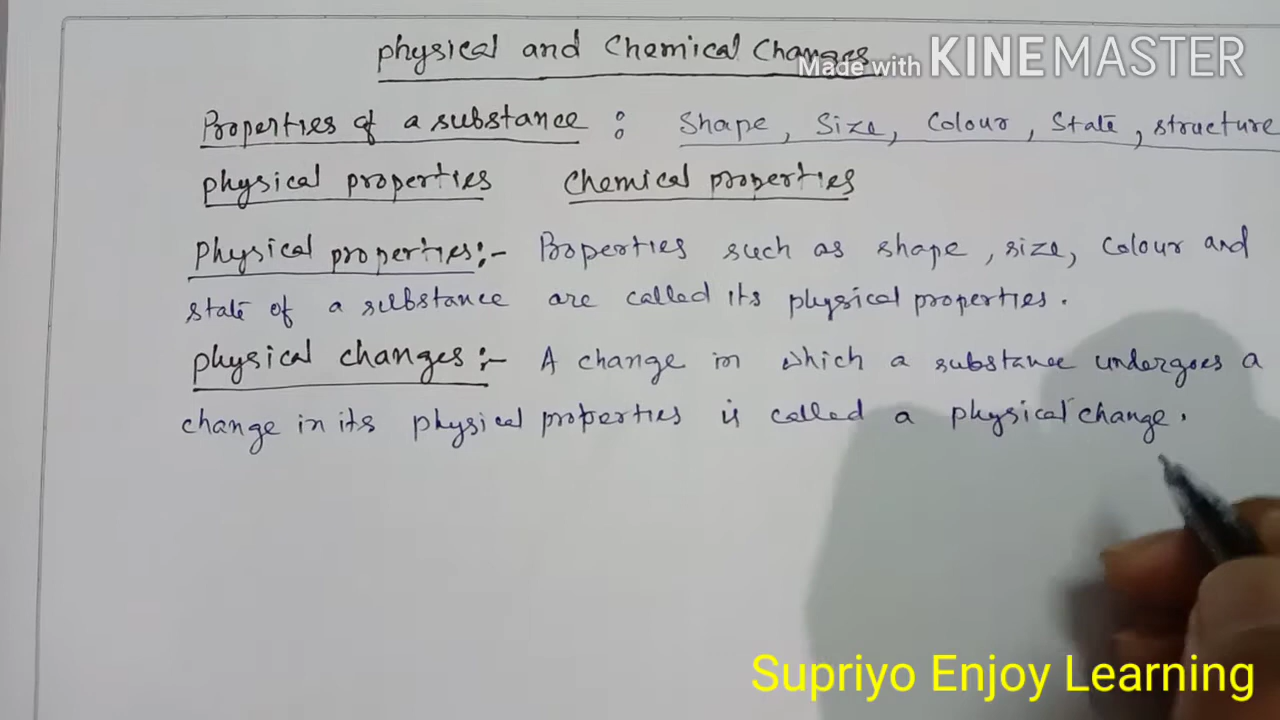 physical and Chemical Changes
Made with KINEMASTER
Properties of a substance : Shape, Size, Colour, State, structure
physical properties Chemical properties
Physical properties:- Properties such as shape, size, Colour and
state of a substance are called its physical properties.
physical changes:- A change in which a substance undergoes a
change in its physical properties is called a physical change.
Supriyo Enjoy Learning